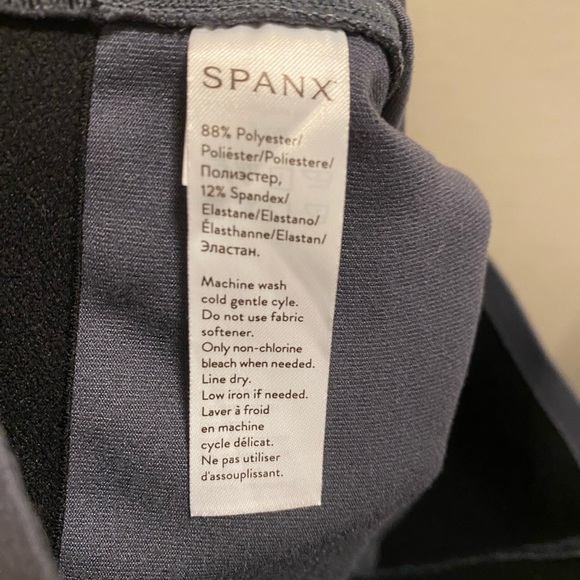 SPANX
88% Polyester/
Poliéster/Poliestere/
Полиэстер,
12% Spandex/
Elastane/Elastano/
Élasthanne/Elastan/
Эластан.
Machine wash
cold gentle cyle.
Do not use fabric
softener.
Only non-chlorine
bleach when needed.
Line dry.
Low iron if needed.
Laver à froid
en machine
cycle délicat.
Ne pas utiliser
d'assouplissant.